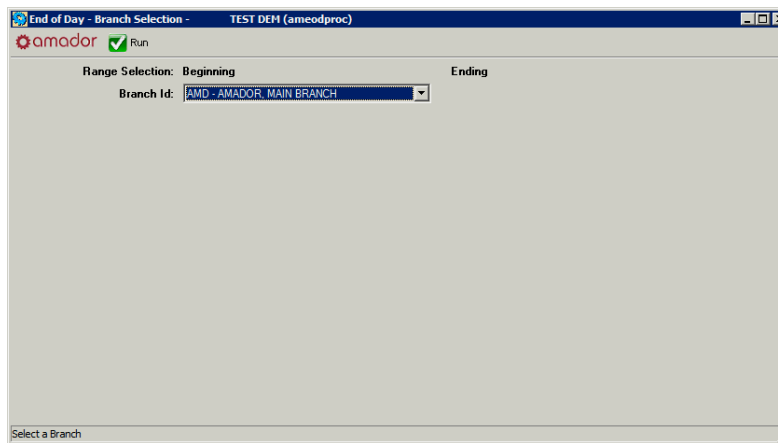 End of Day - Branch Selection - TEST DEM (ameodproc)
amador Run
Range Selection: Beginning Ending
Branch Id: AMD - AMADOR, MAIN BRANCH
Select a Branch